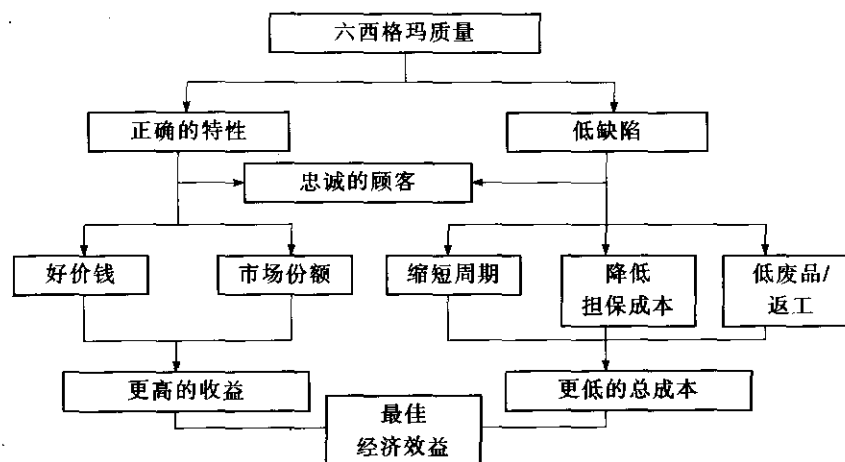 六西格玛质量
正确的特性
低缺陷
忠诚的顾客
好价钱
市场份额
缩短周期
降低
担保成本
低废品/
返工
更高的收益
更低的总成本
最佳
经济效益